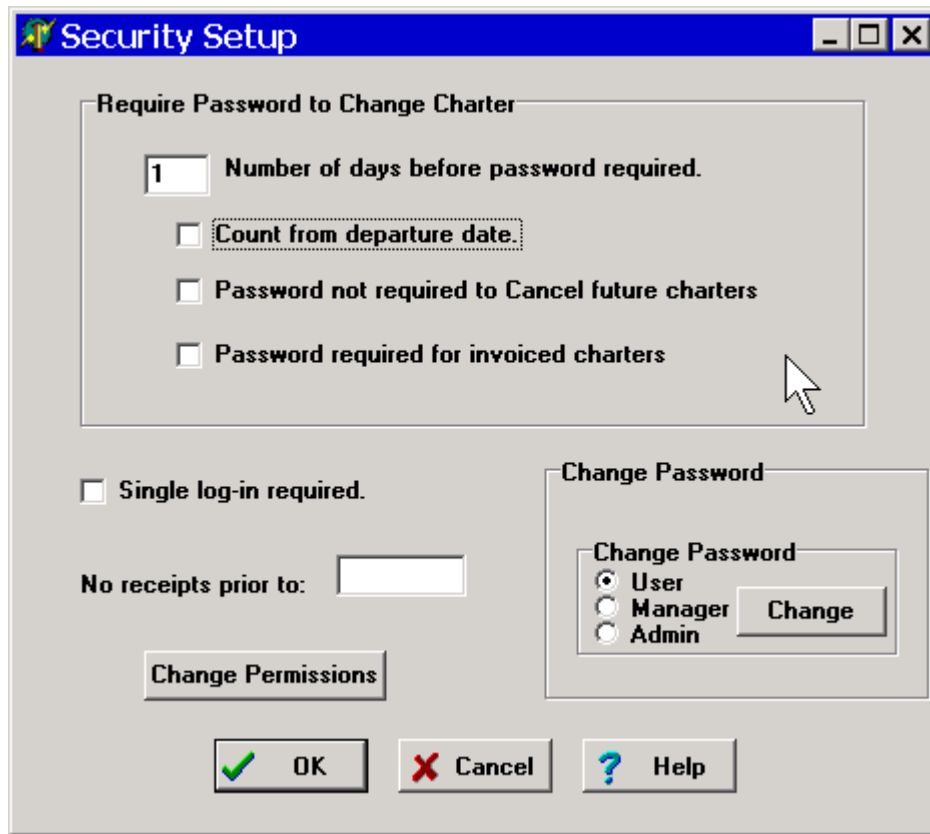 Security Setup
Require Password to Change Charter
1 Number of days before password required.
Count from departure date.
Password not required to Cancel future charters
Password required for invoiced charters
Single log-in required.
No receipts prior to:
Change Permissions
Change Password
Change Password
User
Manager
Admin
Change
OK
Cancel
? Help